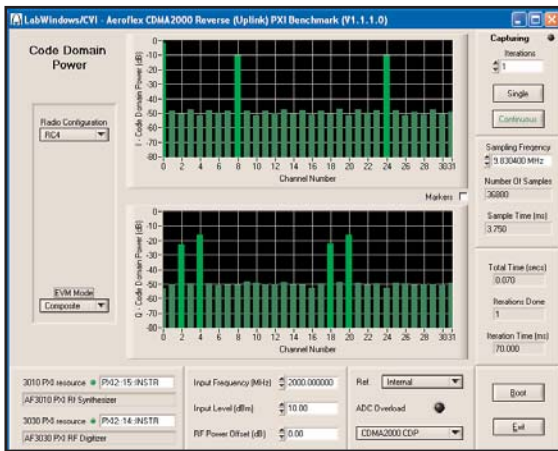 LabWindows/CVI - Aeroflex CDMA2000 Reverse (Uplink) PXI Benchmark (V1.1.1.0)
Code Domain
Power
Radio Configuration
RC4
EVM Mode
Composite
I - Code Domain Power (dB)
0
-10
-20
-30
-40
-50
-60
-70
-80
0 2 4 6 8 10 12 14 16 18 20 22 24 26 28 3031
Channel Number
Markers
Q - Code Domain Power (dB)
0
-10
-20
-30
-40
-50
-60
-70
-80
0 2 4 6 8 10 12 14 16 18 20 22 24 26 28 3031
Channel Number
Capturing
Iterations
1
Single
Continuous
Sampling Freqency
9.830400 MHz
Number Of Samples
36880
Sample Time (ms)
3.750
Total Time (secs)
0.070
Iterations Done
1
Iteration Time (ms)
70.000
3010 PXI resource PXI2::15::INSTR
AF3010 PXI RF Synthesizer
3030 PXI resource PXI2::14::INSTR
AF3030 PXI RF Digitizer
Input Frequency (MHz) 2000.000000
Input Level (dBm) 10.00
RF Power Offset (dB) 0.00
Ref. Internal
ADC Overload
CDMA2000 CDP
Boot
Exit